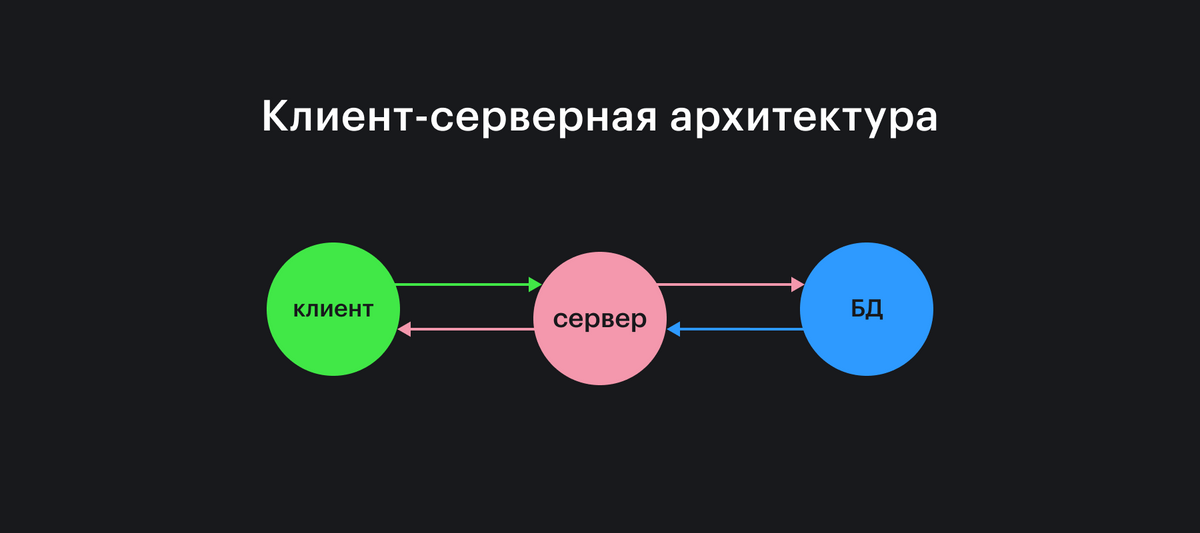 Клиент-серверная архитектура
клиент
сервер
БД